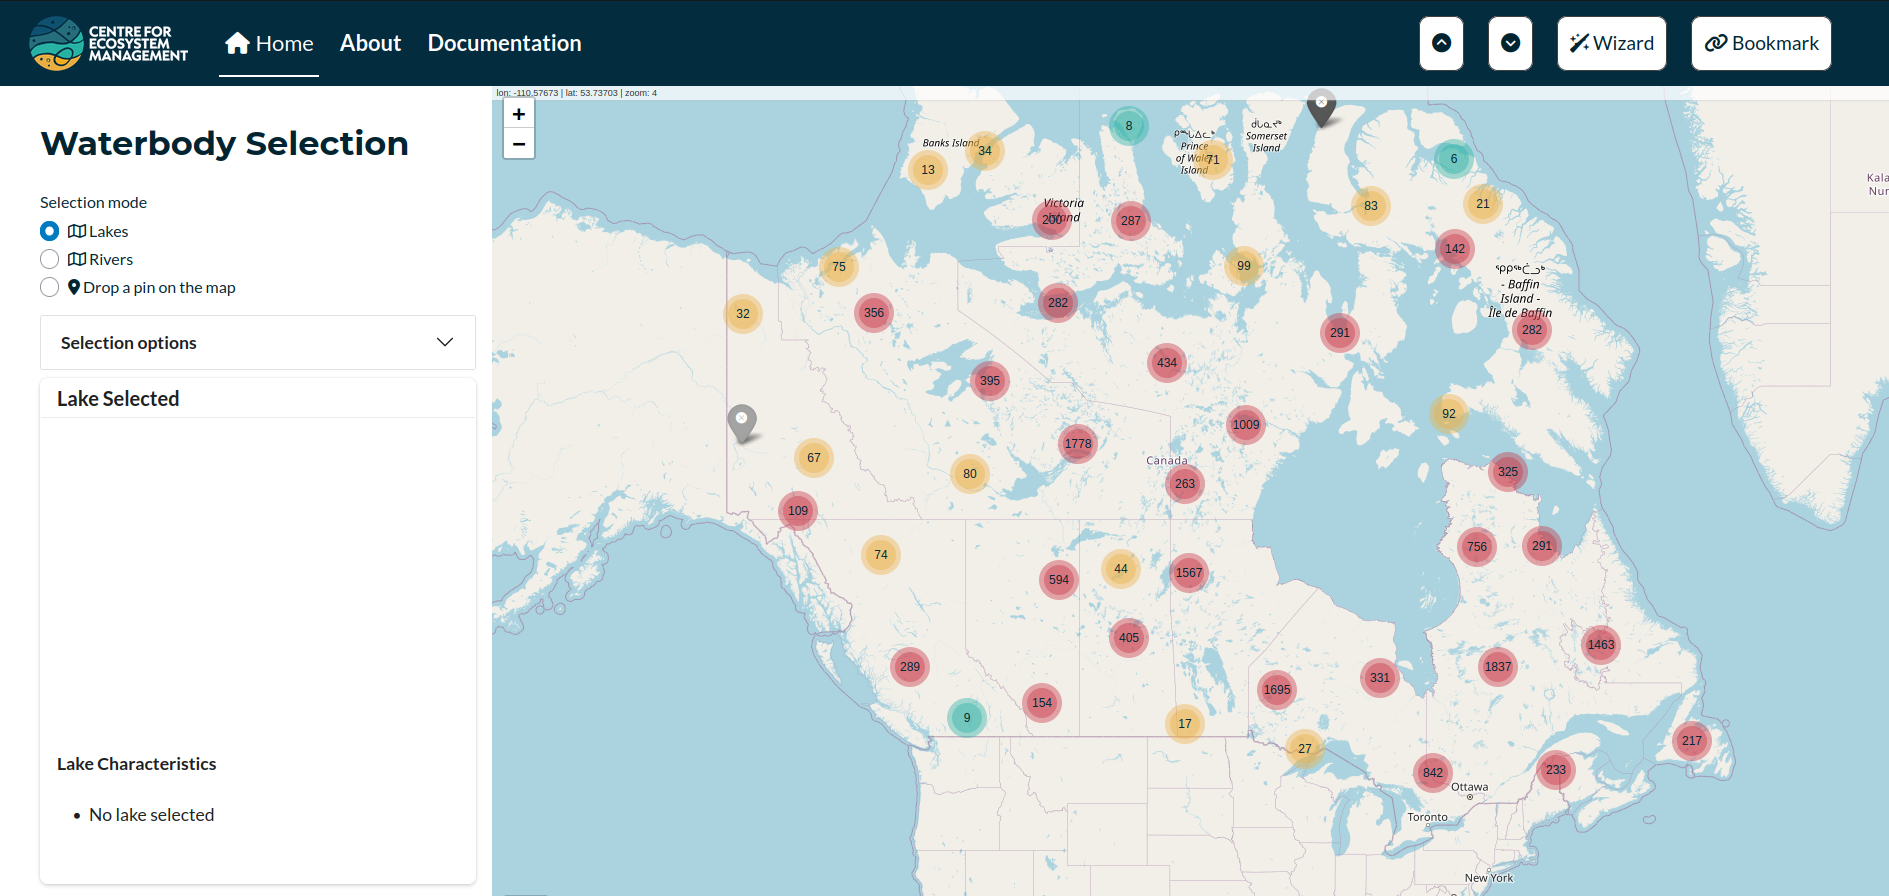 CENTRE FOR
ECOSYSTEM
MANAGEMENT
Home
About
Documentation
Wizard
Bookmark
Waterbody Selection
Selection mode
Lakes
Rivers
Drop a pin on the map
Selection options
Lake Selected
Lake Characteristics
• No lake selected
lon: -110.57673 | lat: 53.73703 | zoom: 4
+
−
8
Banks Island
34
13
Prince
of Wales
Island
71
Somerset
Island
6
Kala
Nur
83
21
Victoria
Island
200
287
142
75
99
- Baffin
Island -
Île de Baffin
282
32
356
282
291
434
395
92
1009
1778
67
Canada
80
263
325
109
756
291
74
44
1567
594
405
1463
289
1837
331
1695
154
9
17
217
27
233
842
Ottawa
Toronto
New York